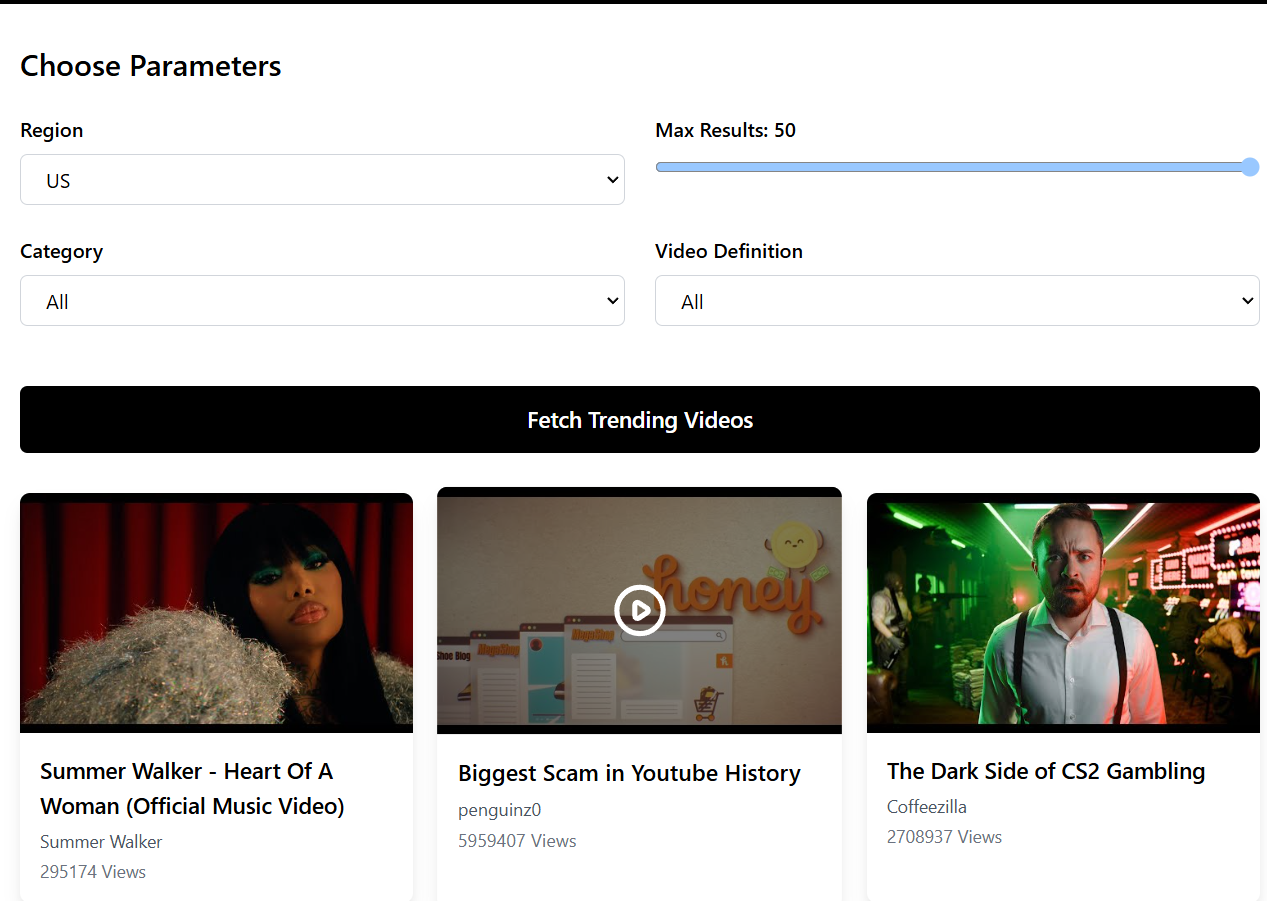 Choose Parameters
Region
Max Results: 50
US
Category
Video Definition
All
All
Fetch Trending Videos
honey
MegaShop
Shoe Blog
MegaShop
Summer Walker - Heart Of A
Woman (Official Music Video)
Summer Walker
295174 Views
Biggest Scam in Youtube History
penguinz0
5959407 Views
The Dark Side of CS2 Gambling
Coffeezilla
2708937 Views